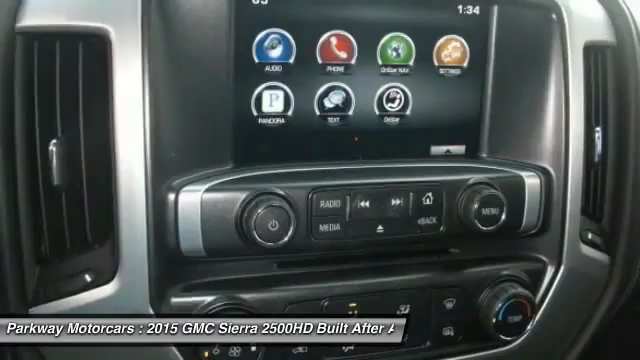 1:34
AUDIO PHONE OnStar NAV SETTINGS
P
PANDORA TEXT OnStar
RADIO
MEDIA
BACK
MENU
TEMP
Parkway Motorcars : 2015 GMC Sierra 2500HD Built After A